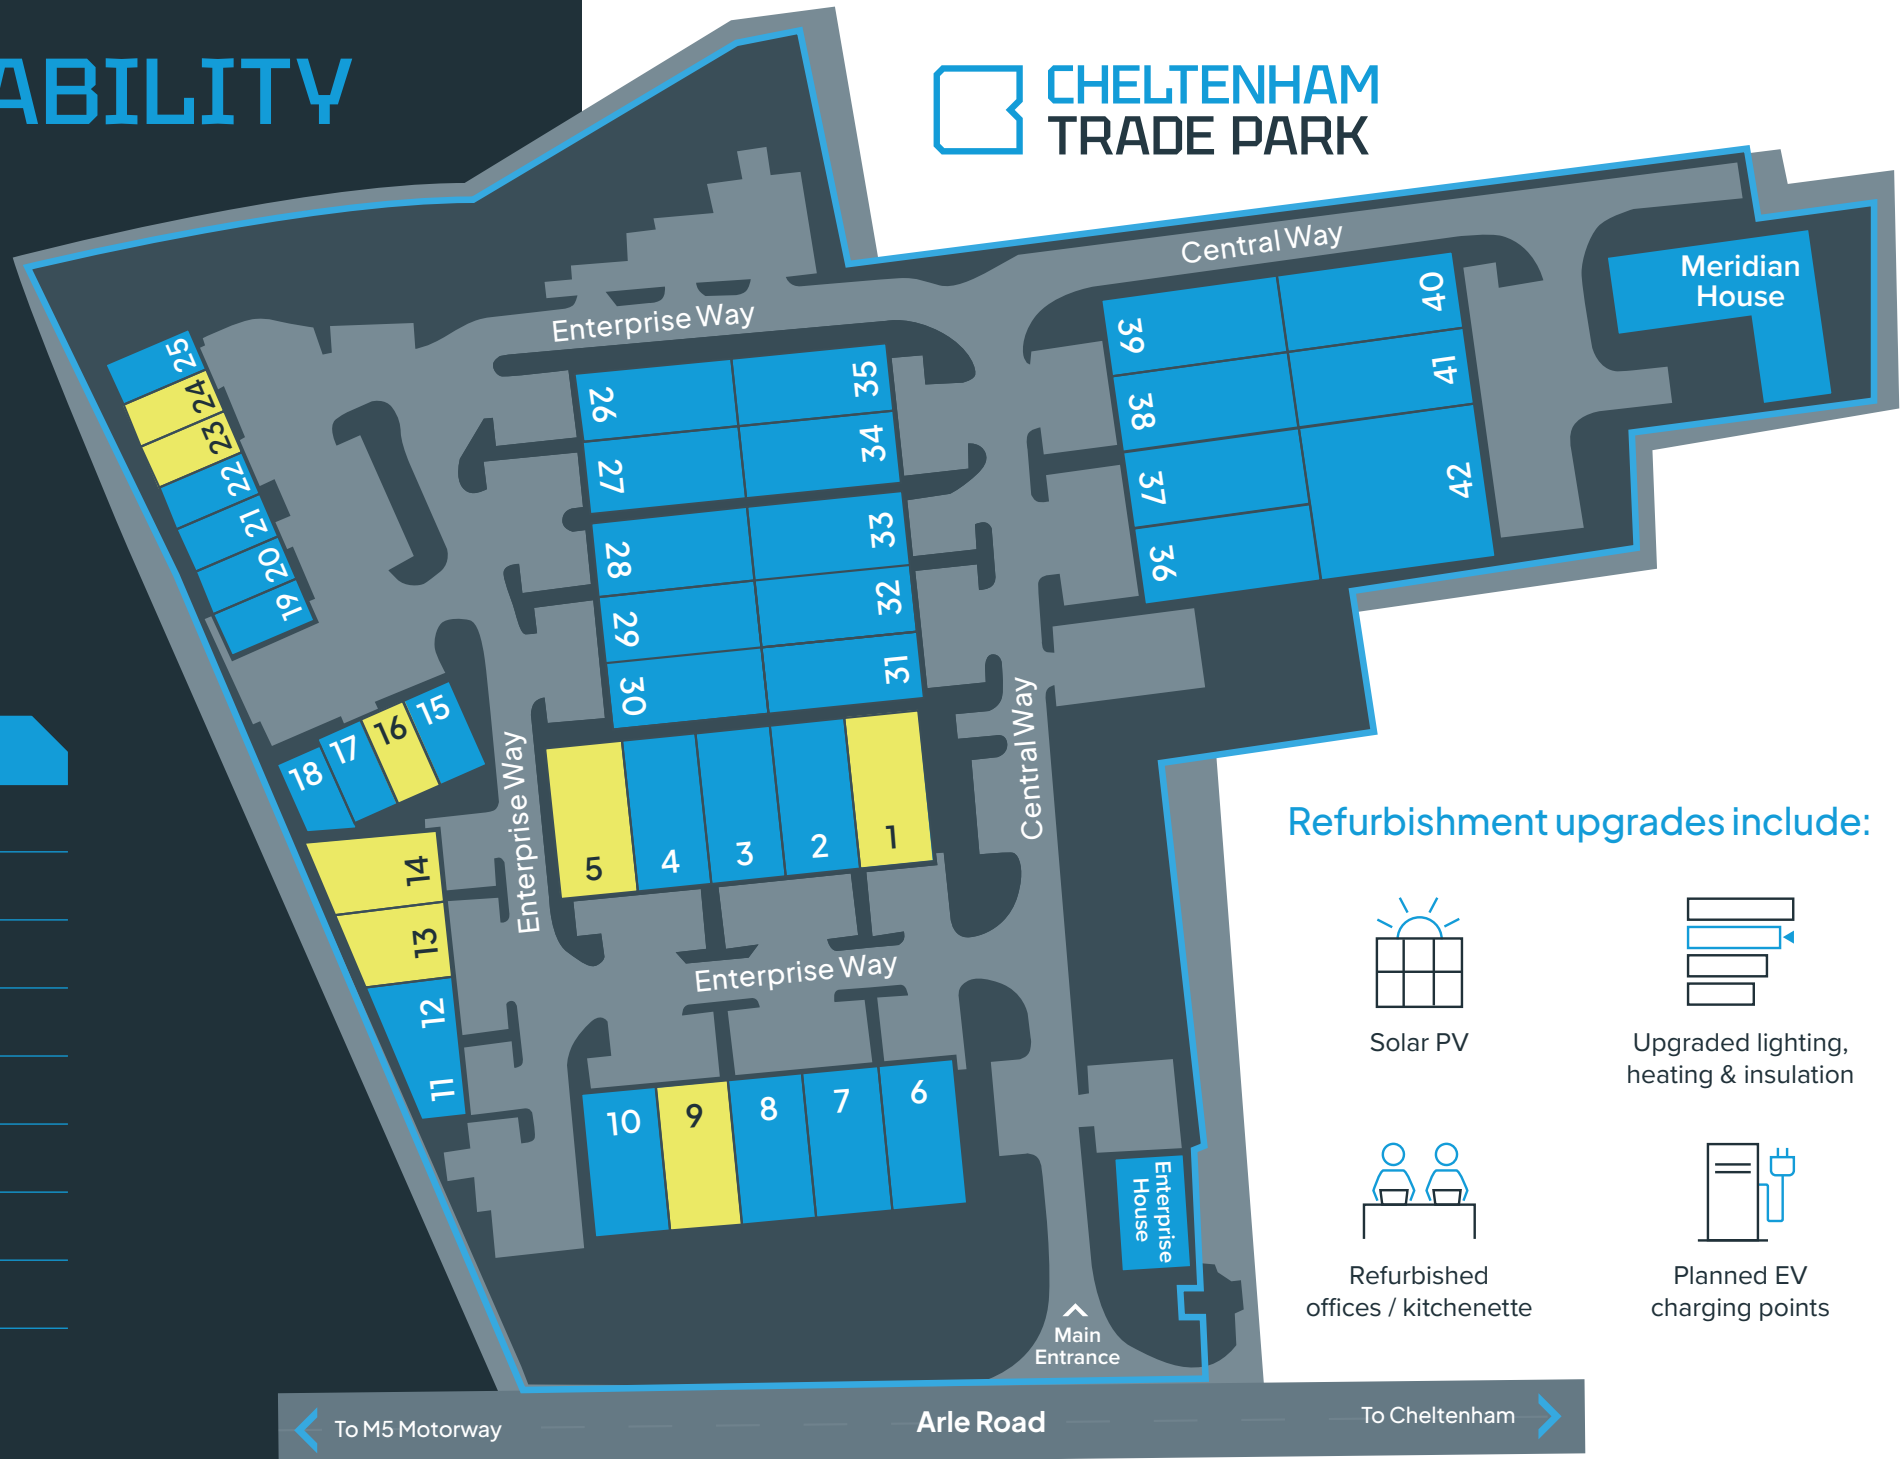 ABILITY
CHELTENHAM
TRADE PARK
Central Way
Meridian
House
Enterprise Way
25
24
23
22
21
20
19
26
27
28
29
30
35
34
33
32
31
39
38
37
36
40
41
42
18
17
16
15
14
13
12
11
Enterprise Way
5
4
3
2
1
Central Way
Enterprise Way
10
9
8
7
6
Enterprise
House
Main
Entrance
To M5 Motorway
Arle Road
To Cheltenham
Refurbishment upgrades include:
Solar PV
Upgraded lighting,
heating & insulation
Refurbished
offices / kitchenette
Planned EV
charging points